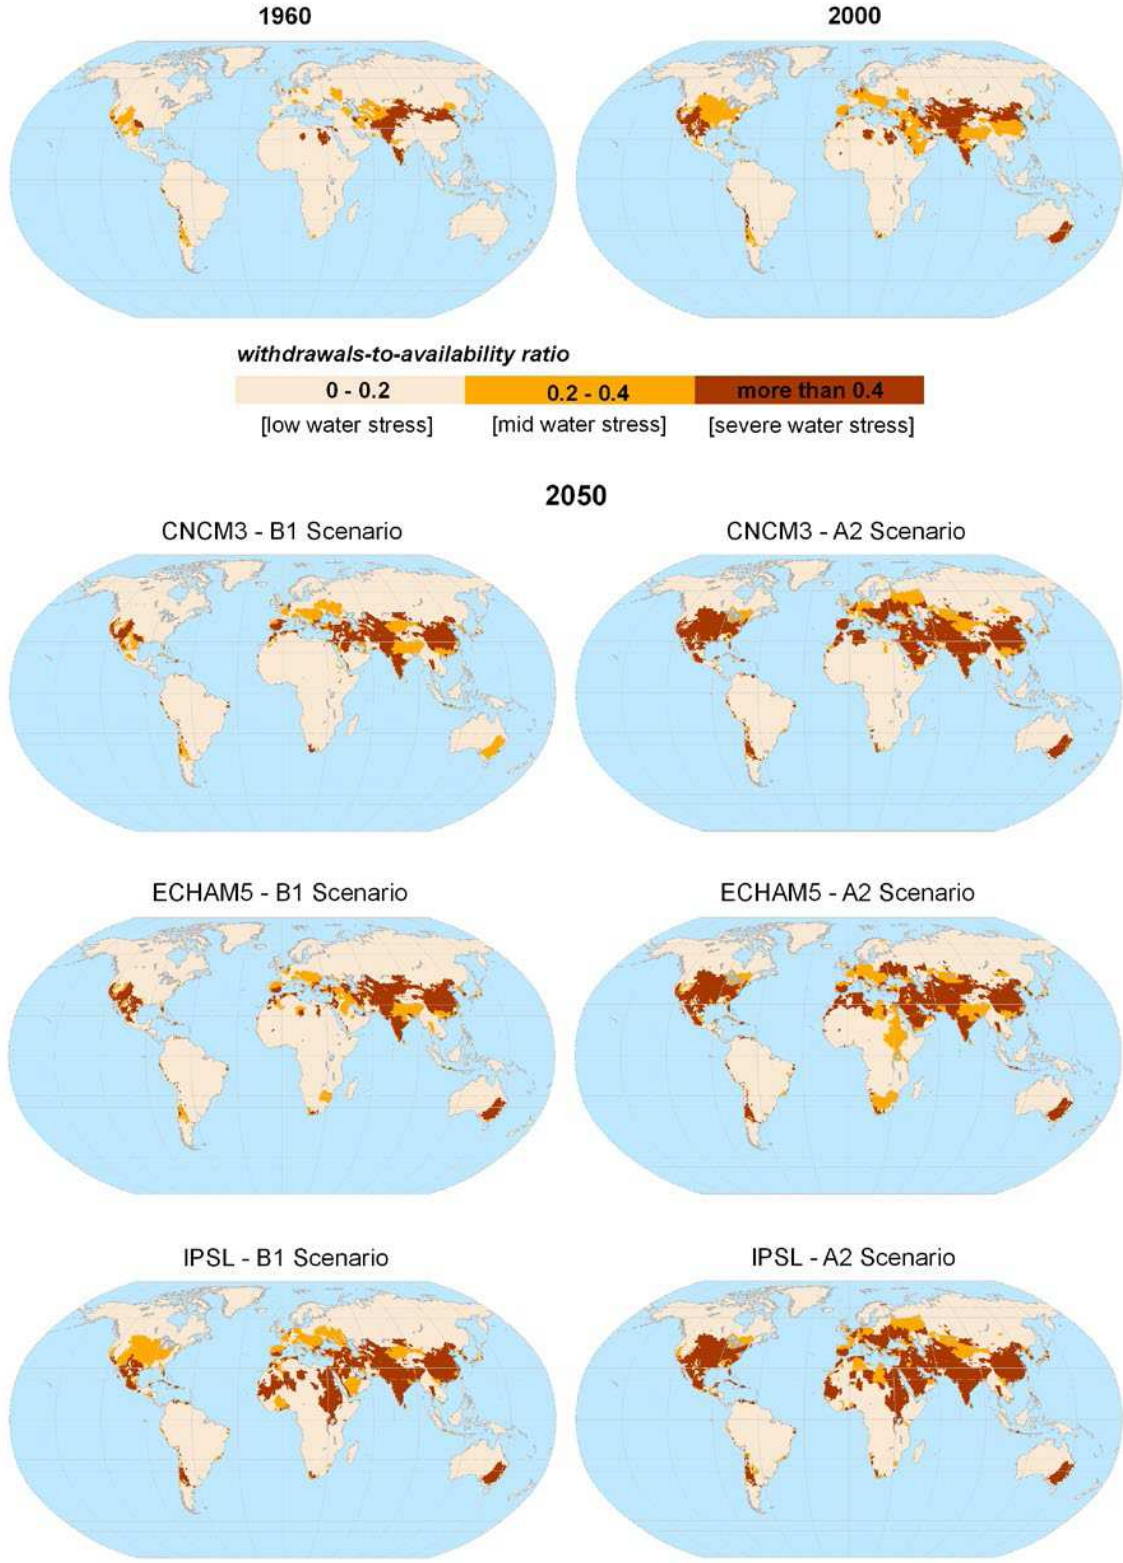 1960
2000
withdrawals-to-availability ratio
0 - 0.2
0.2 - 0.4
more than 0.4
[low water stress]
[mid water stress]
[severe water stress]
2050
CNCM3 - B1 Scenario
CNCM3 - A2 Scenario
ECHAM5 - B1 Scenario
ECHAM5 - A2 Scenario
IPSL - B1 Scenario
IPSL - A2 Scenario